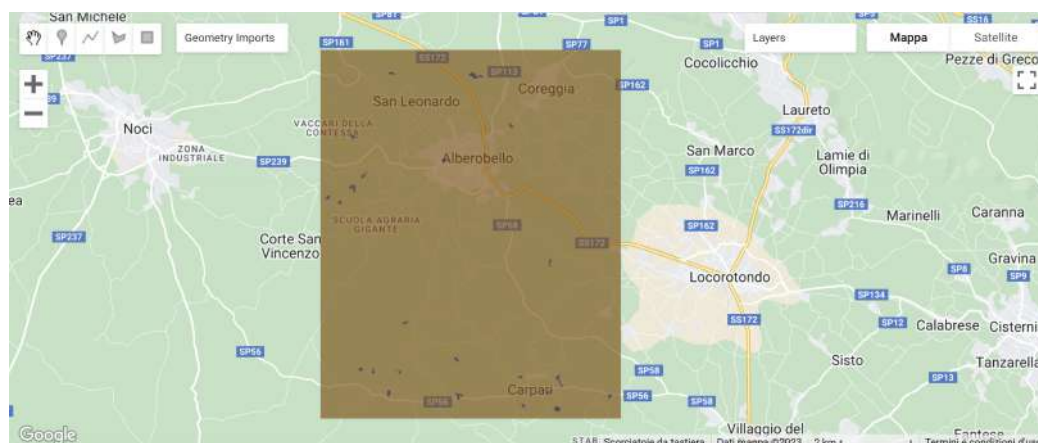 San Michele
SP81
SP1
SS16
Geometry Imports
SP161
SP237
SS172
SP77
SP1
Layers
Mappa
Satellite
Cocolicchio
Pezze di Greco
SP113
San Leonardo
Coreggia
SP162
Laureto
Noci
VACCARI DELLA
CONTESSA
SS172dir
ZONA
INDUSTRIALE
SP239
Alberobello
San Marco
Lamie di
Olimpia
SP162
ea
SCUOLA AGRARIA
GIGANTE
SP58
SP216
Marinelli
Caranna
SP237
Corte San
Vincenzo
SS172
SP162
Gravina
Locorotondo
SP8
SP9
SP134
SS172
SP12
Calabrese
Cisterni
SP56
Sisto
Tanzarella
SP58
SP13
Carpari
SP56
SP58
Villaggio del
Fantese
Google
Scorciatoie da tastiera
Dati mappa ©2023
2 km
Termini e condizioni d'uso